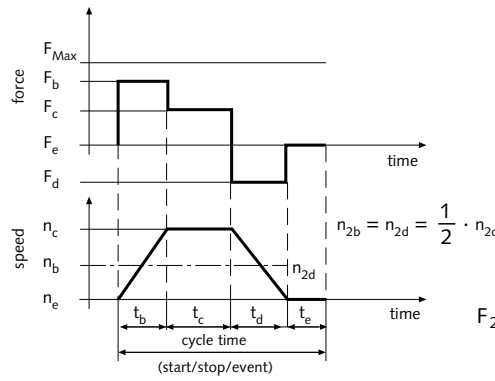 force
F_Max
F_b
F_c
F_e
F_d
time
speed
n_c
n_b
n_e
n_2d
time
t_b t_c t_d t_e
cycle time
(start/stop/event)
n_2b = n_2d = 1/2 · n_2c
F_2